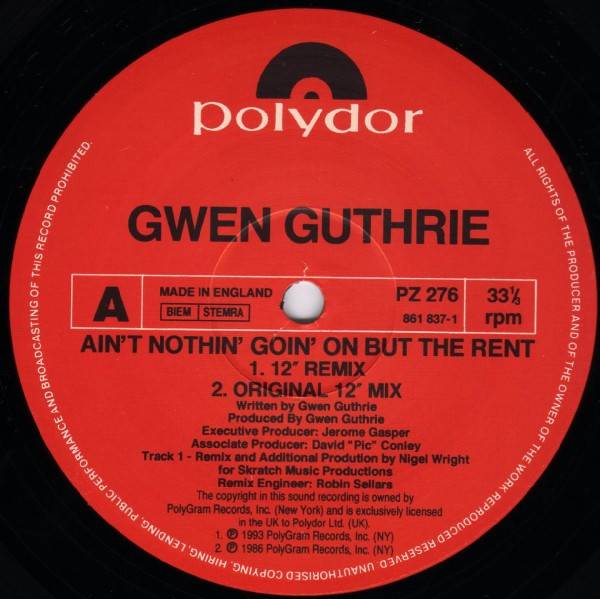 polydor
GWEN GUTHRIE
A
MADE IN ENGLAND
BIEM STEMRA
PZ 276
861 837-1
33⅓
rpm
AIN'T NOTHIN' GOIN' ON BUT THE RENT
1. 12" REMIX
2. ORIGINAL 12" MIX
Written by Gwen Guthrie
Produced By Gwen Guthrie
Executive Producer: Jerome Gasper
Associate Producer: David "Pic" Conley
Track 1 - Remix and Additional Prodution by Nigel Wright
for Skratch Music Productions
Remix Engineer: Robin Sellars
The copyright in this sound recording is owned by
PolyGram Records, Inc. (New York) and is exclusively licensed
in the UK to Polydor Ltd. (UK).
1. ℗ 1993 PolyGram Records, Inc. (NY)
2. ℗ 1986 PolyGram Records, Inc. (NY)
ALL RIGHTS OF THE PRODUCER AND OF THE OWNER OF THE WORK REPRODUCED RESERVED. UNAUTHORISED COPYING, HIRING, LENDING, PUBLIC PERFORMANCE AND BROADCASTING OF THIS RECORD PROHIBITED.